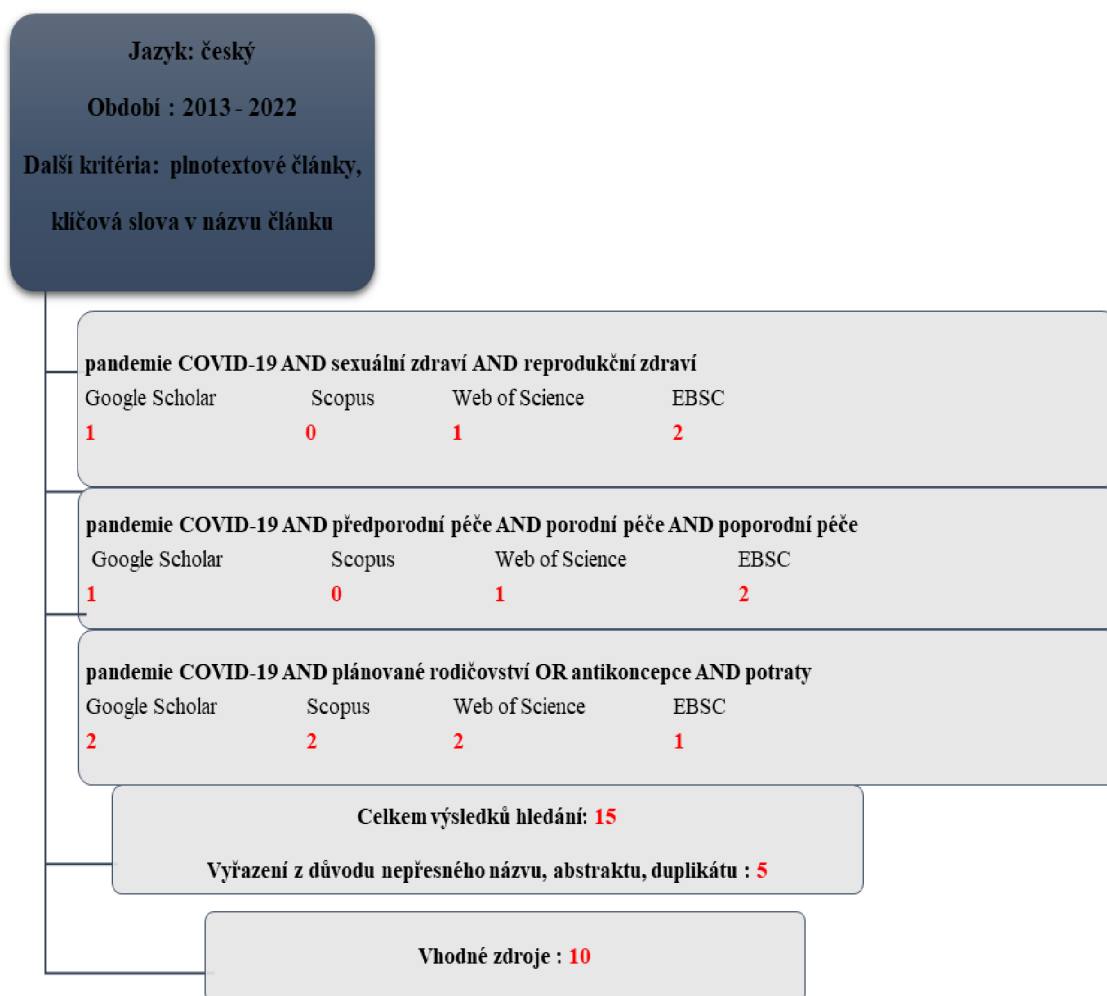 Jazyk: český
Období : 2013 - 2022
Další kritéria: plnotextové články,
klíčová slova v názvu článku
pandemie COVID-19 AND sexuální zdraví AND reprodukční zdraví
Google Scholar Scopus Web of Science EBSC
1 0 1 2
pandemie COVID-19 AND předporodní péče AND porodní péče AND poporodní péče
Google Scholar Scopus Web of Science EBSC
1 0 1 2
pandemie COVID-19 AND plánované rodičovství OR antikoncepce AND potraty
Google Scholar Scopus Web of Science EBSC
2 2 2 1
Celkem výsledků hledání: 15
Vyřazení z důvodu nepřesného názvu, abstraktu, duplikátu : 5
Vhodné zdroje : 10